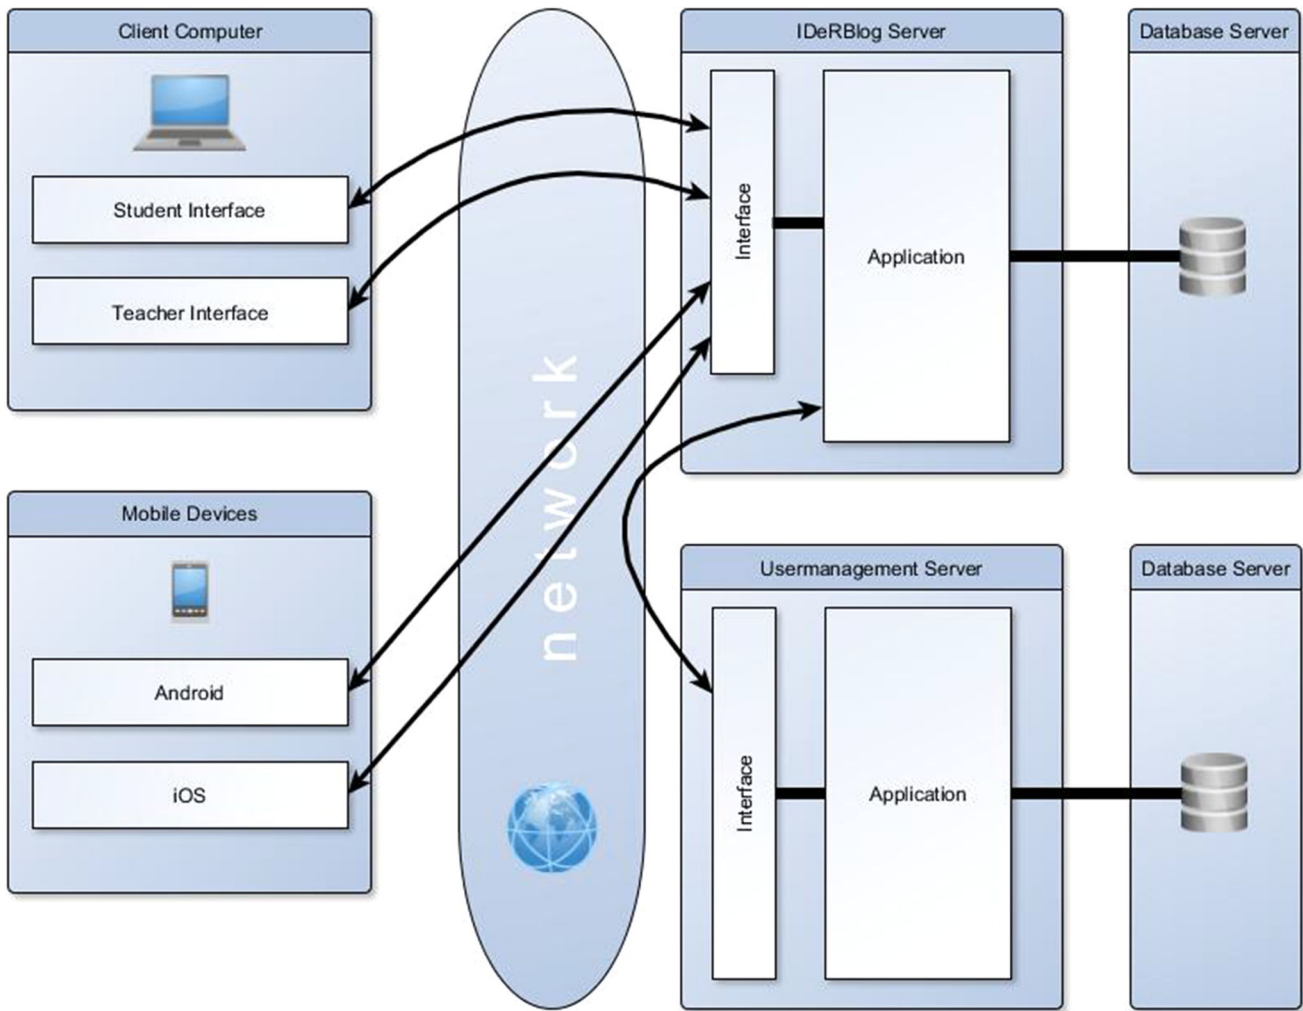 Client Computer
Student Interface
Teacher Interface
Mobile Devices
Android
iOS
network
IDeRBlog Server
Interface
Application
Database Server
Usermanagement Server
Interface
Application
Database Server